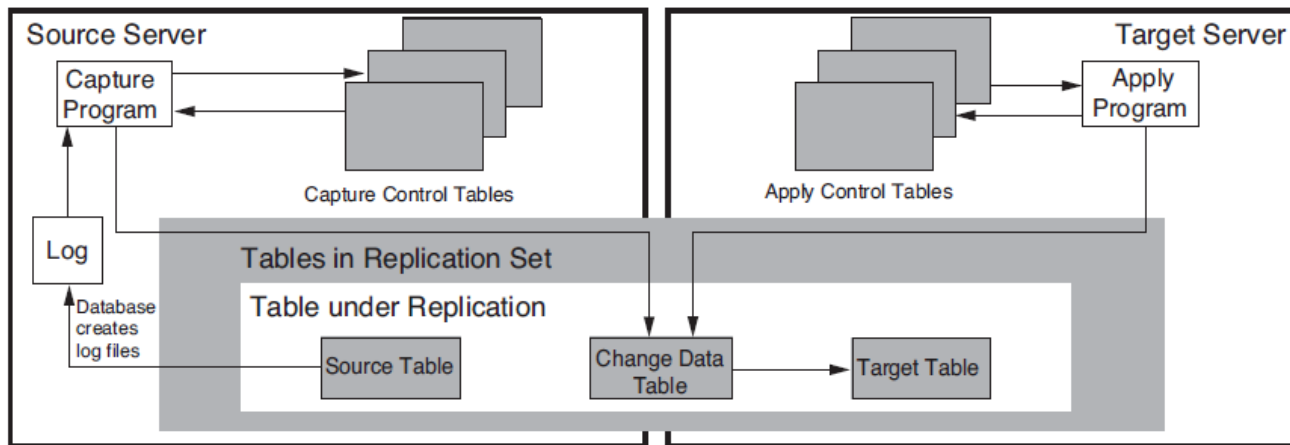 Source Server
Target Server
Capture
Program
Apply
Program
Capture Control Tables
Apply Control Tables
Log
Tables in Replication Set
Table under Replication
Database
creates
log files
Source Table
Change Data
Table
Target Table